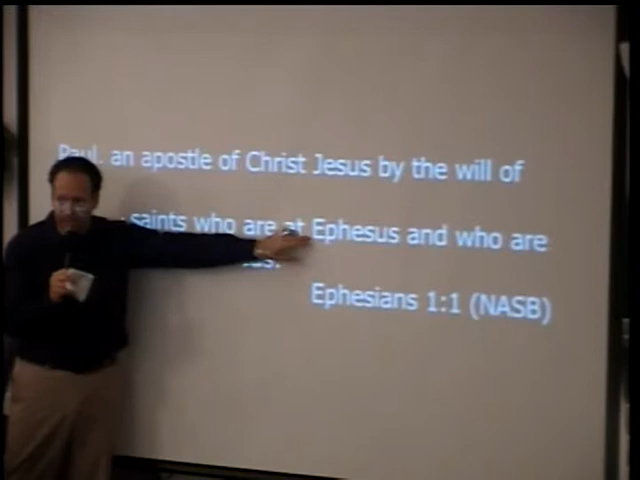 Paul, an apostle of Christ Jesus by the will of
saints who are at Ephesus and who are
Ephesians 1:1 (NASB)